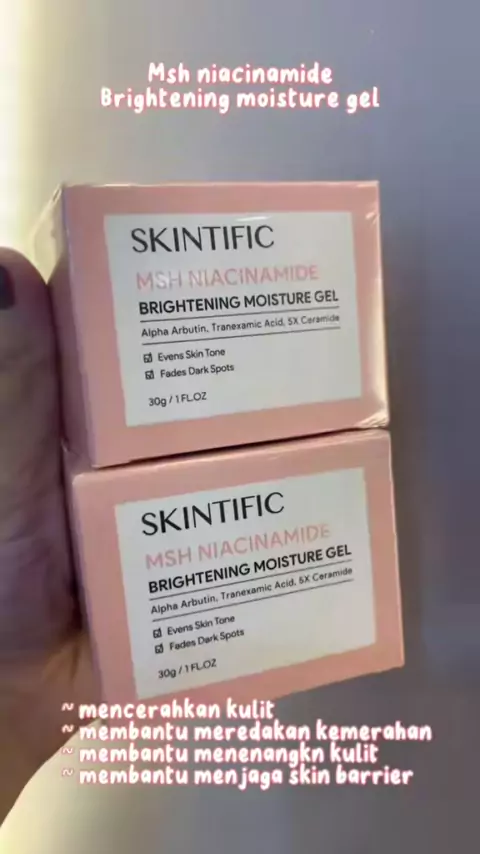 Msh niacinamide
Brightening moisture gel
SKINTIFIC
MSH NIACINAMIDE
BRIGHTENING MOISTURE GEL
Alpha Arbutin, Tranexamic Acid, 5X Ceramide
Evens Skin Tone
Fades Dark Spots
30g / 1 FL.OZ
SKINTIFIC
MSH NIACINAMIDE
BRIGHTENING MOISTURE GEL
Alpha Arbutin, Tranexamic Acid, 5X Ceramide
Evens Skin Tone
Fades Dark Spots
30g / 1 FL.OZ
~ mencerahkan kulit
~ membantu meredakan kemerahan
~ membantu menenangkn kulit
~ membantu menjaga skin barrier